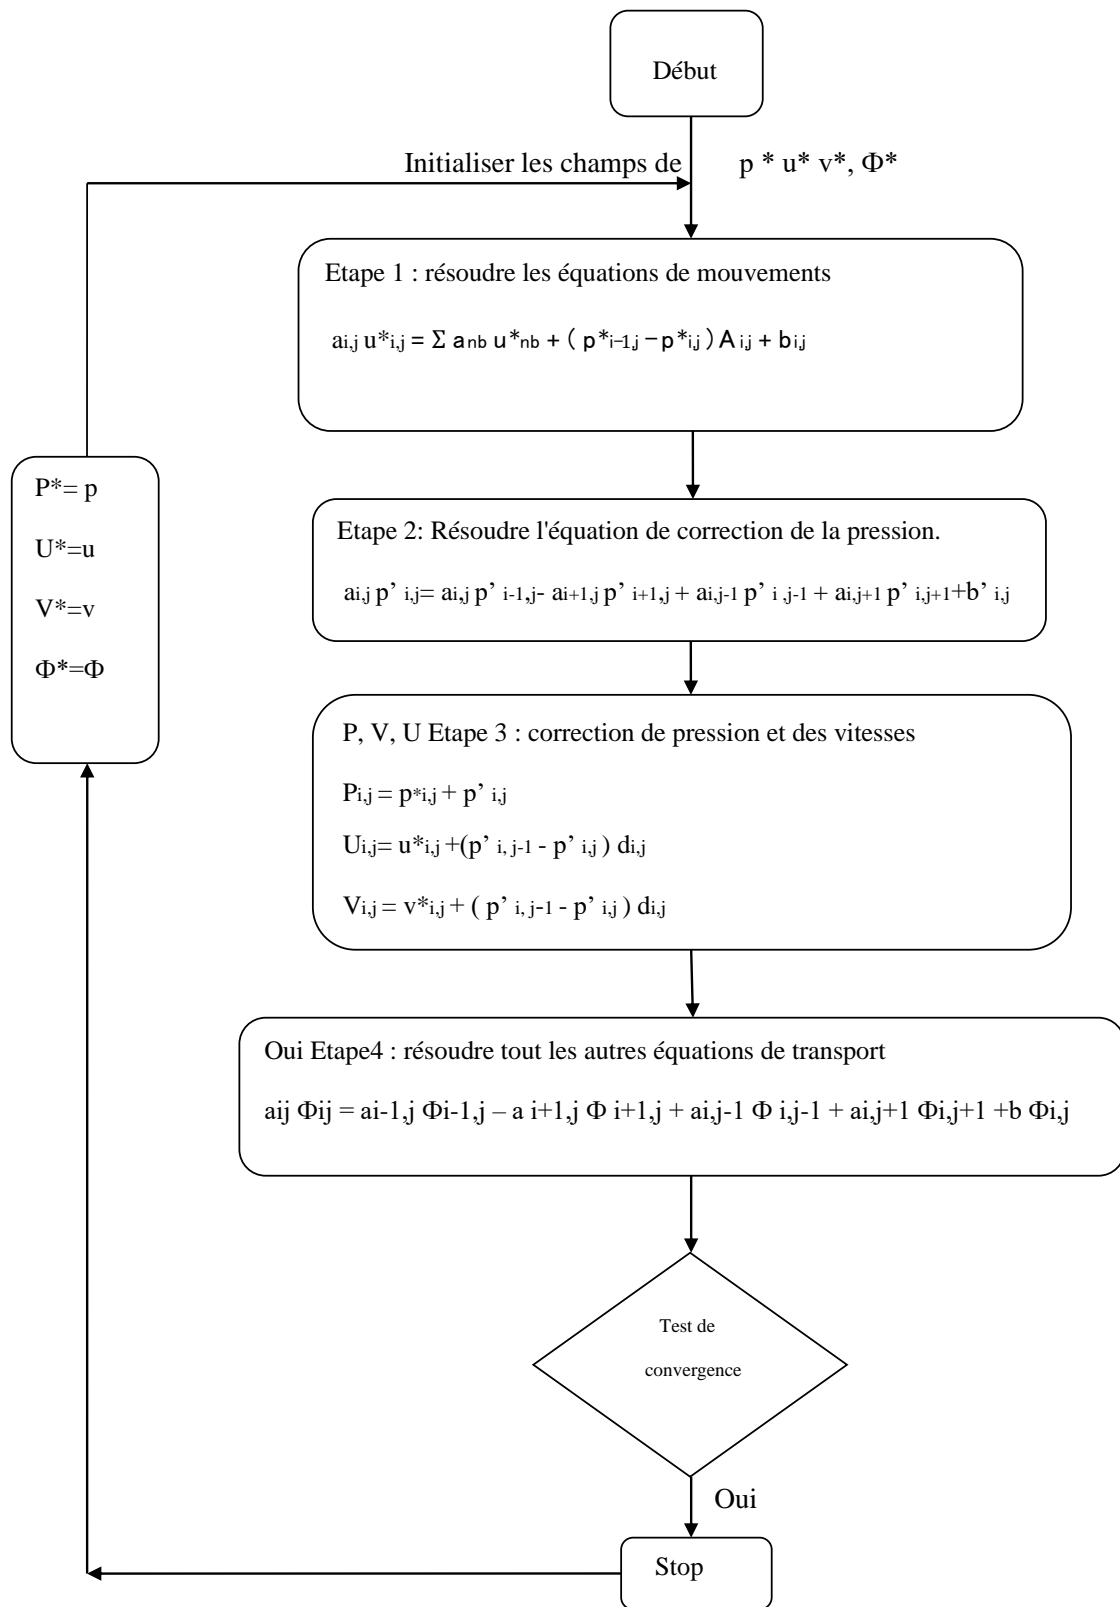 Début
Initialiser les champs de p * u* v*, Φ*
Etape 1 : résoudre les équations de mouvements
ai,j u*i,j = Σ anb u*nb + ( p*i-1,j – p*i,j ) A i,j + bi,j
P*= p
U*=u
V*=v
Φ*=Φ
Etape 2: Résoudre l'équation de correction de la pression.
ai,j p’ i,j= ai,j p’ i-1,j- ai+1,j p’ i+1,j + ai,j-1 p’ i ,j-1 + ai,j+1 p’ i,j+1+b’ i,j
P, V, U Etape 3 : correction de pression et des vitesses
Pi,j = p*i,j + p’ i,j
Ui,j= u*i,j +(p’ i, j-1 - p’ i,j ) di,j
Vi,j = v*i,j + ( p’ i, j-1 - p’ i,j ) di,j
Oui Etape4 : résoudre tout les autres équations de transport
aij Φij = ai-1,j Φi-1,j – a i+1,j Φ i+1,j + ai,j-1 Φ i,j-1 + ai,j+1 Φi,j+1 +b Φi,j
Test de
convergence
Oui
Stop